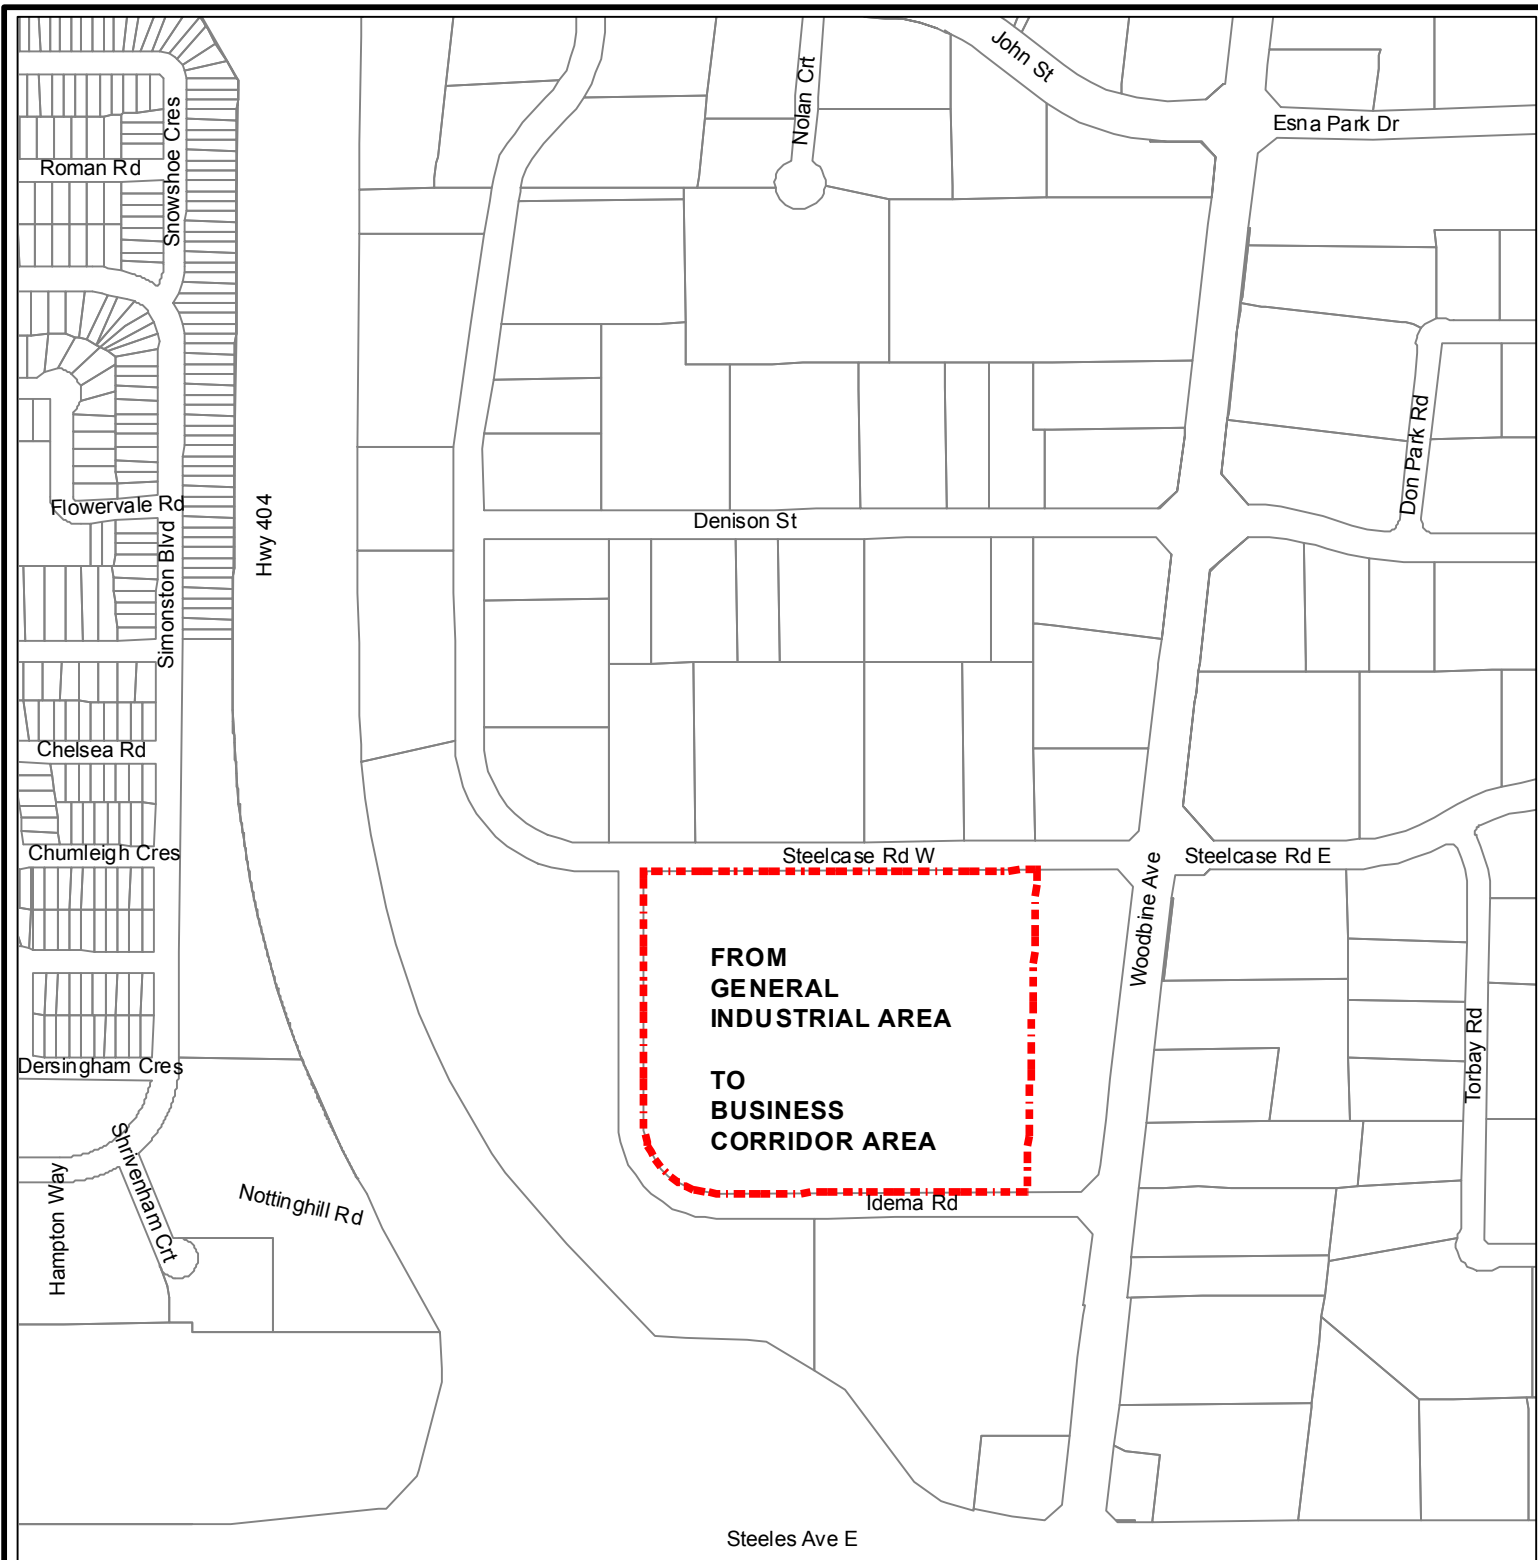 John St
Nolan Crt
Esna Park Dr
Snowshoe Cres
Roman Rd
Don Park Rd
Flowervale Rd
Hwy 404
Denison St
Simonston Blvd
Chelsea Rd
Chumleigh Cres
Steelcase Rd W
Steelcase Rd E
Woodbine Ave
FROM
GENERAL
INDUSTRIAL AREA
TO
BUSINESS
CORRIDOR AREA
Torbay Rd
Dersingham Cres
Shrivenham Crt
Hampton Way
Nottinghill Rd
Idema Rd
Steeles Ave E